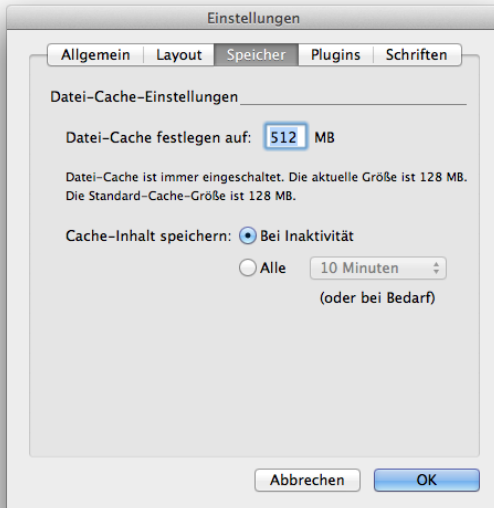 Einstellungen
Allgemein Layout Speicher Plugins Schriften
Datei-Cache-Einstellungen
Datei-Cache festlegen auf: 512 MB
Datei-Cache ist immer eingeschaltet. Die aktuelle Größe ist 128 MB.
Die Standard-Cache-Größe ist 128 MB.
Cache-Inhalt speichern: Bei Inaktivität
Alle 10 Minuten
(oder bei Bedarf)
Abbrechen OK